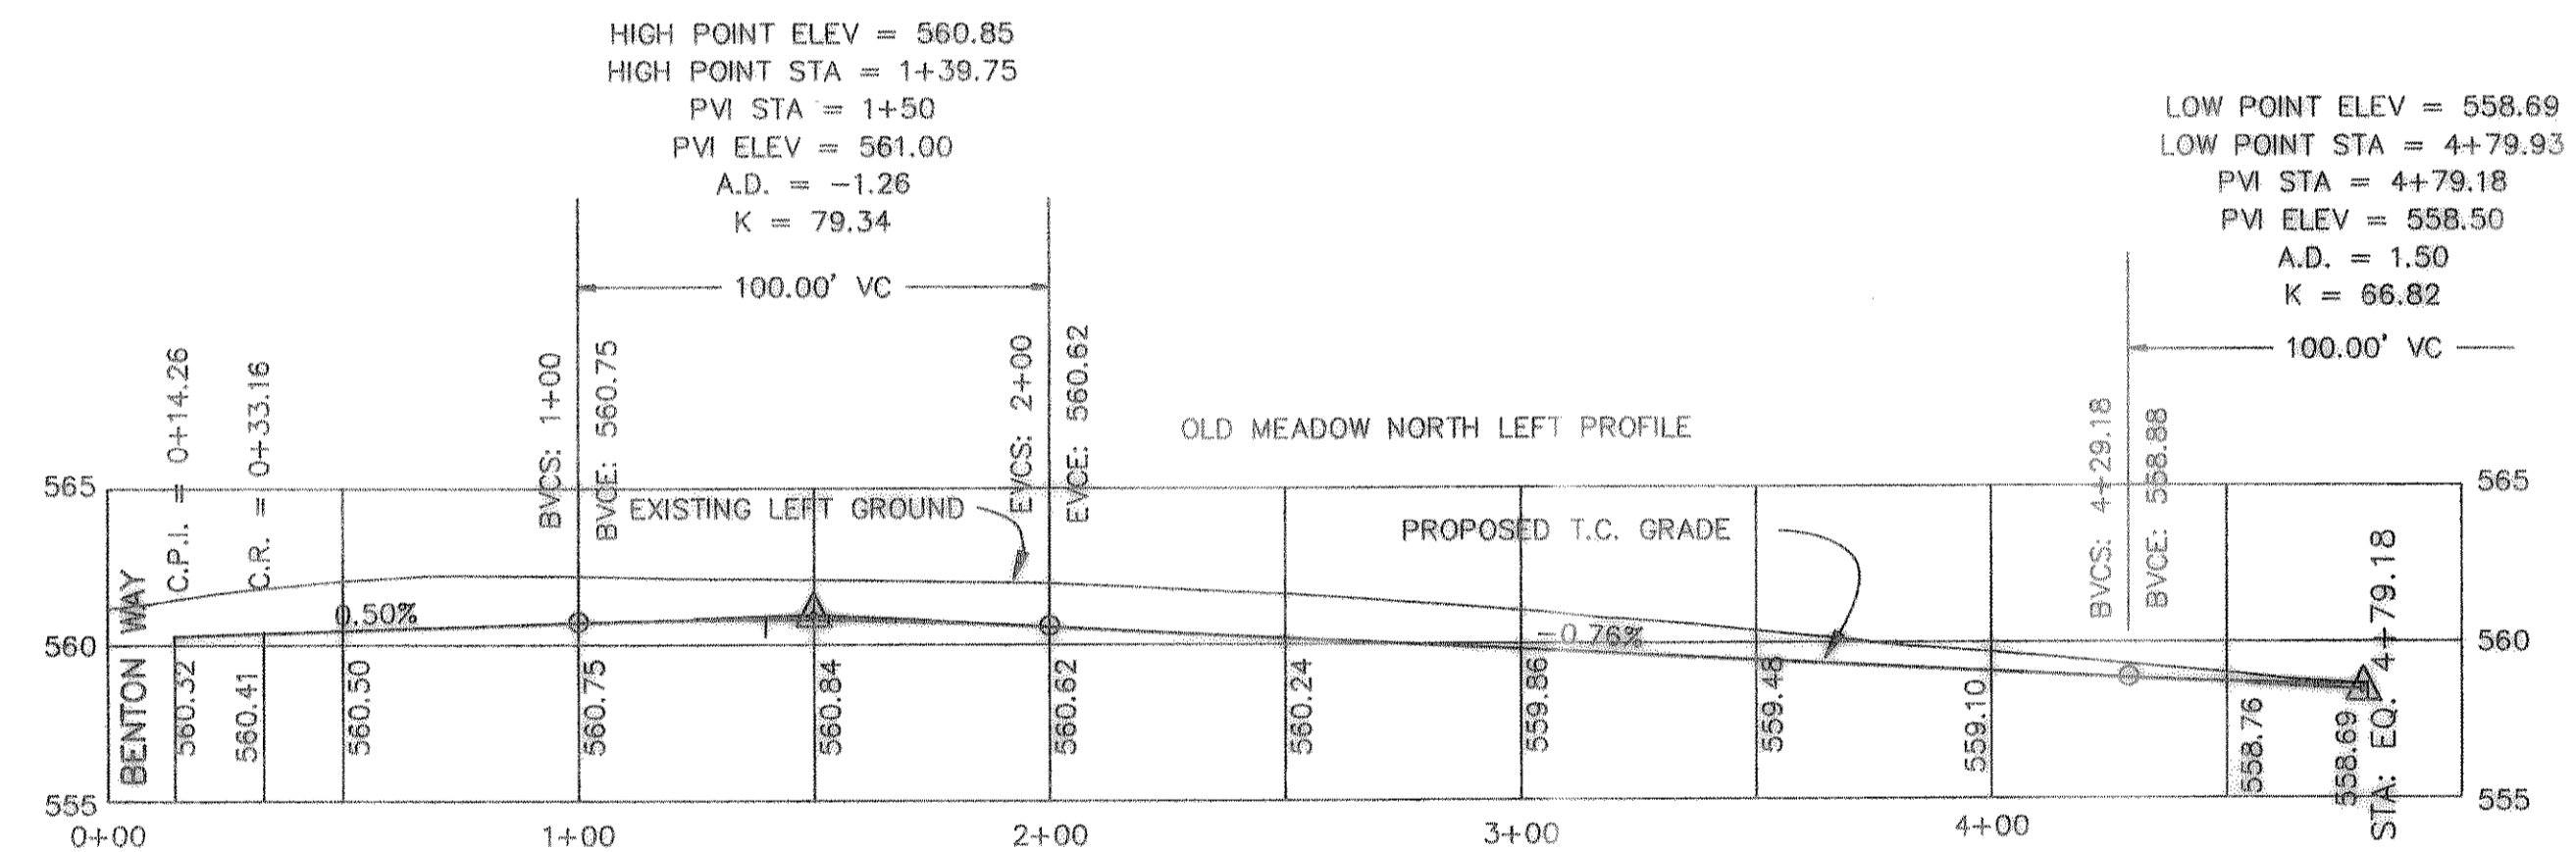 HIGH POINT ELEV = 560.85
HIGH POINT STA = 1+39.75
PVI STA = 1+50
PVI ELEV = 561.00
A.D. = -1.26
K = 79.34
100.00' VC
LOW POINT ELEV = 558.69
LOW POINT STA = 4+79.93
PVI STA = 4+79.18
PVI ELEV = 558.50
A.D. = 1.50
K = 66.82
100.00' VC
C.P.I. = 0+14.26
C.R. = 0+33.16
BVCS: 1+00
BVCE: 560.75
EVCS: 2+00
EVCE: 560.62
BVCS: 4+29.18
BVCE: 558.88
OLD MEADOW NORTH LEFT PROFILE
565
565
EXISTING LEFT GROUND
PROPOSED T.C. GRADE
0.50%
-0.76%
560
560
BENTON WAY
560.32
560.41
560.50
560.75
560.84
560.62
560.24
559.86
559.48
559.10
558.76
558.69
STA: EQ. 4+79.18
555
555
0+00
1+00
2+00
3+00
4+00